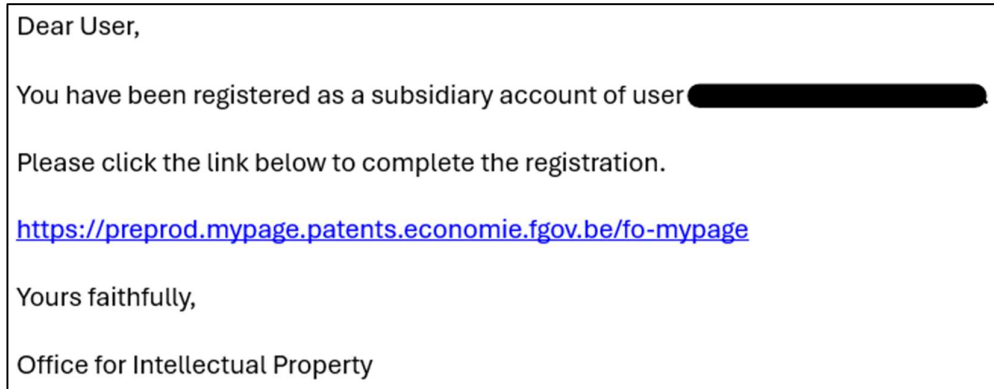 Dear User,
You have been registered as a subsidiary account of user
Please click the link below to complete the registration.
https://preprod.mypage.patents.economie.fgov.be/fo-mypage
Yours faithfully,
Office for Intellectual Property